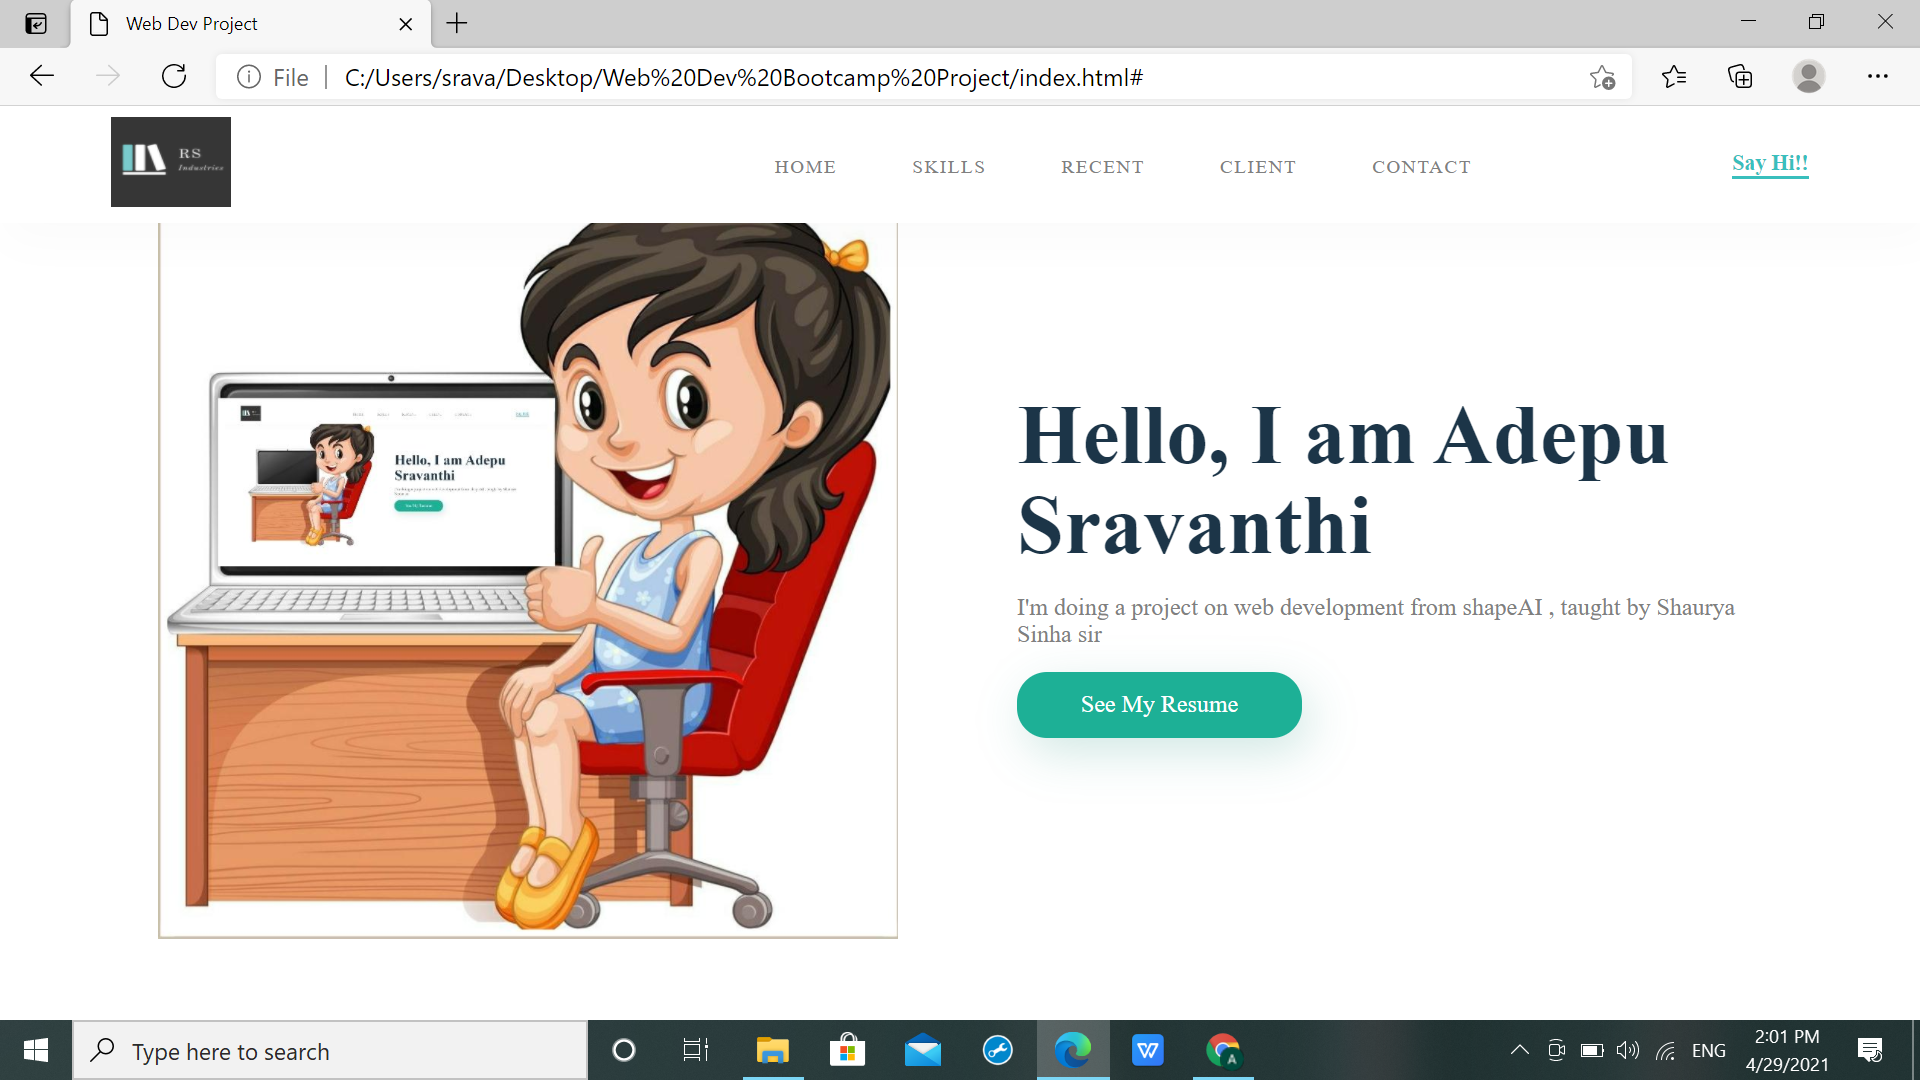 Web Dev Project
File
C:/Users/srava/Desktop/Web%20Dev%20Bootcamp%20Project/index.html#
RS
Industries
HOME SKILLS RECENT CLIENT CONTACT
Say Hi!!
Hello, I am Adepu
Sravanthi
Hello, I am Adepu
Sravanthi
I'm doing a project on web development from shapeAI , taught by Shaurya
Sinha sir
See My Resume
Type here to search
A
ENG
2:01 PM
4/29/2021